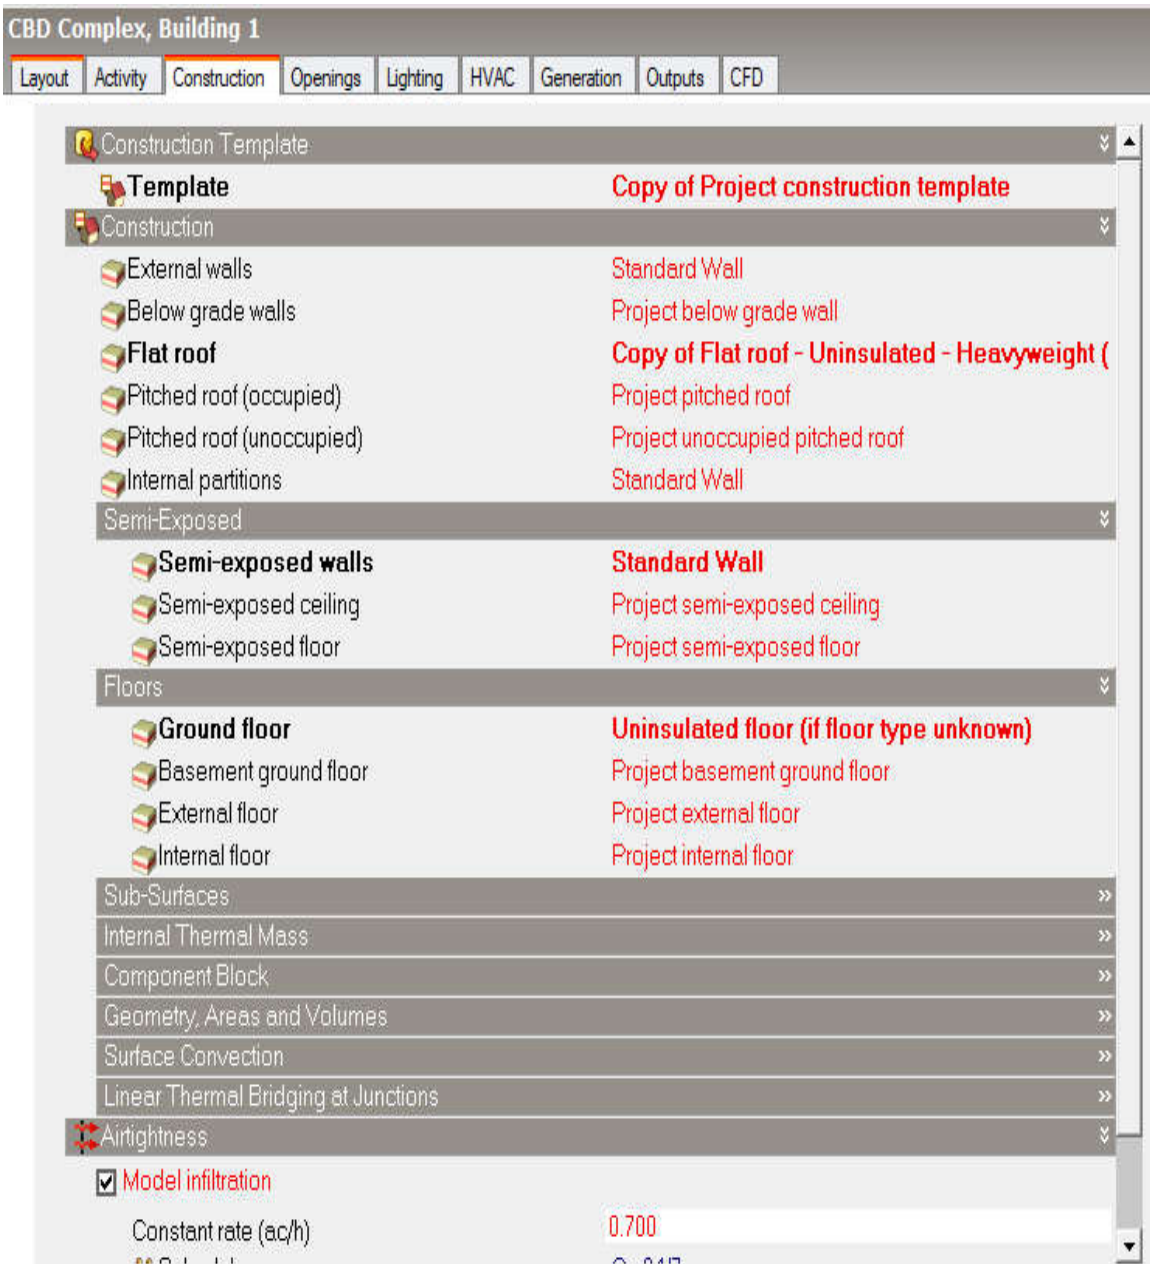 CBD Complex, Building 1
Layout Activity Construction Openings Lighting HVAC Generation Outputs CFD
Construction Template
Template Copy of Project construction template
Construction
External walls Standard Wall
Below grade walls Project below grade wall
Flat roof Copy of Flat roof - Uninsulated - Heavyweight (
Pitched roof (occupied) Project pitched roof
Pitched roof (unoccupied) Project unoccupied pitched roof
Internal partitions Standard Wall
Semi-Exposed
Semi-exposed walls Standard Wall
Semi-exposed ceiling Project semi-exposed ceiling
Semi-exposed floor Project semi-exposed floor
Floors
Ground floor Uninsulated floor (if floor type unknown)
Basement ground floor Project basement ground floor
External floor Project external floor
Internal floor Project internal floor
Sub-Surfaces
Internal Thermal Mass
Component Block
Geometry, Areas and Volumes
Surface Convection
Linear Thermal Bridging at Junctions
Airtightness
Model infiltration
Constant rate (ac/h) 0.700